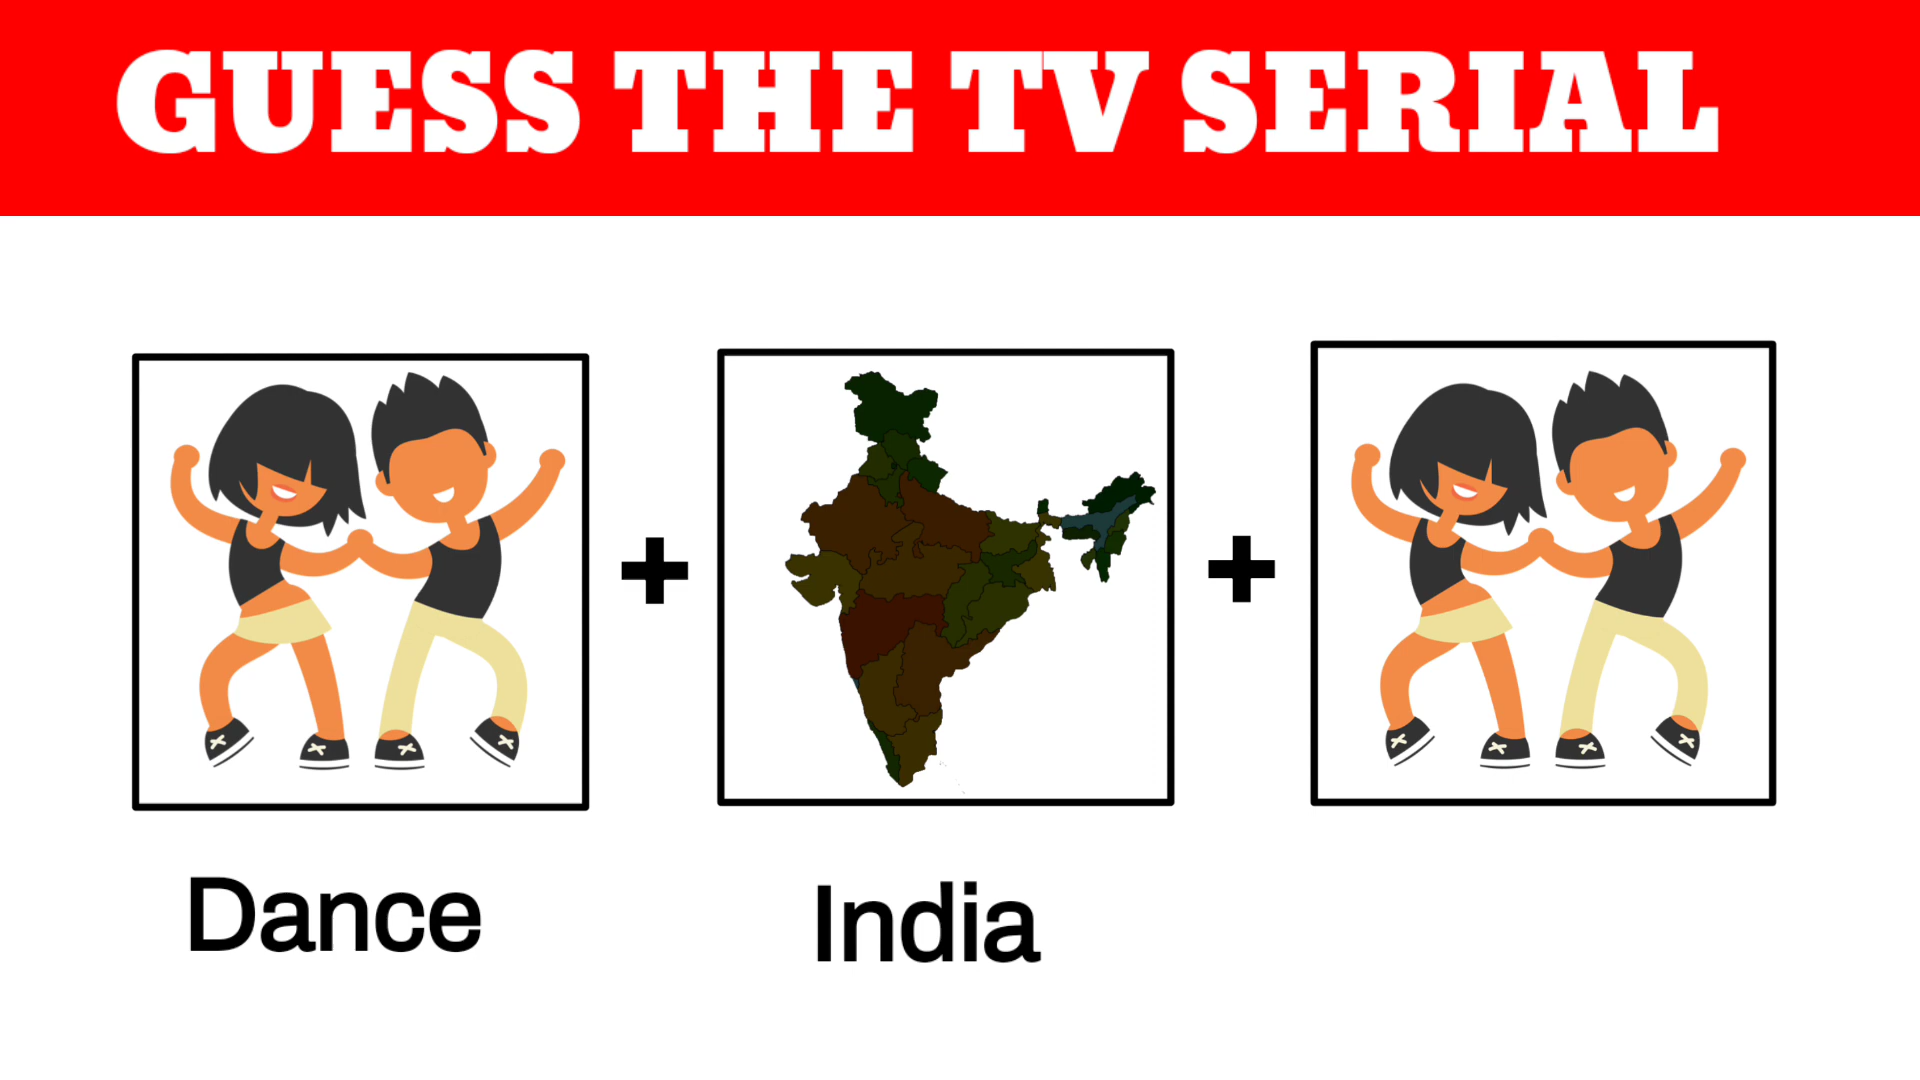 GUESS THE TV SERIAL
+ +
Dance India